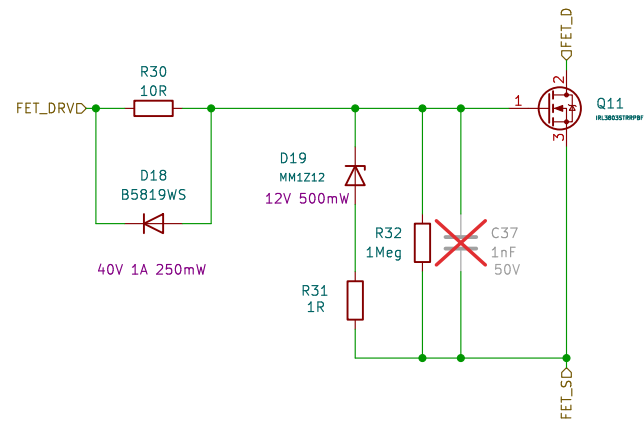 FET_D
R30
10R
FET_DRV
1
2
3
Q11
IRL3803STRRPBF
D18
B5819WS
40V 1A 250mW
D19
MM1Z12
12V 500mW
R32
1Meg
C37
1nF
50V
R31
1R
FET_S